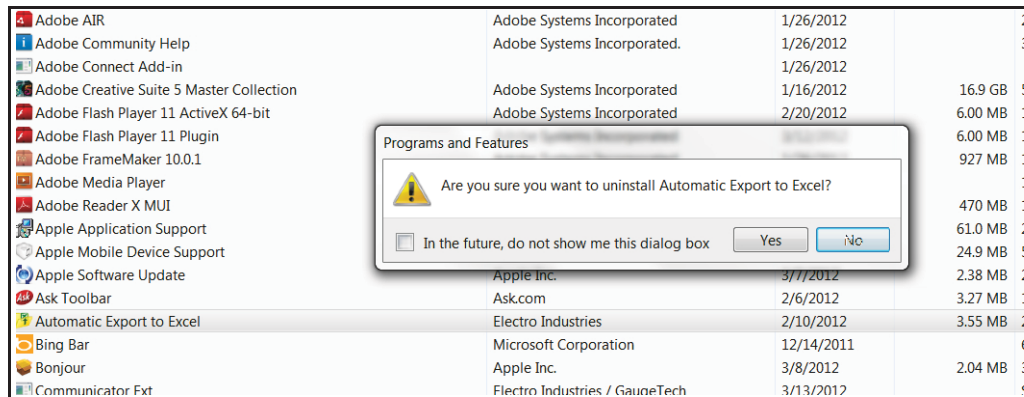 Adobe AIR Adobe Systems Incorporated 1/26/2012
Adobe Community Help Adobe Systems Incorporated. 1/26/2012
Adobe Connect Add-in 1/26/2012
Adobe Creative Suite 5 Master Collection Adobe Systems Incorporated 1/16/2012 16.9 GB
Adobe Flash Player 11 ActiveX 64-bit Adobe Systems Incorporated 2/20/2012 6.00 MB
Adobe Flash Player 11 Plugin Adobe Systems Incorporated 6.00 MB
Adobe FrameMaker 10.0.1 927 MB
Adobe Media Player
Adobe Reader X MUI 470 MB
Apple Application Support 61.0 MB
Apple Mobile Device Support 24.9 MB
Apple Software Update Apple Inc. 3/7/2012 2.38 MB
Ask Toolbar Ask.com 2/6/2012 3.27 MB
Automatic Export to Excel Electro Industries 2/10/2012 3.55 MB
Bing Bar Microsoft Corporation 12/14/2011
Bonjour Apple Inc. 3/8/2012 2.04 MB
Communicator Ext Electro Industries / GaugeTech 3/13/2012
Programs and Features
Are you sure you want to uninstall Automatic Export to Excel?
In the future, do not show me this dialog box Yes No